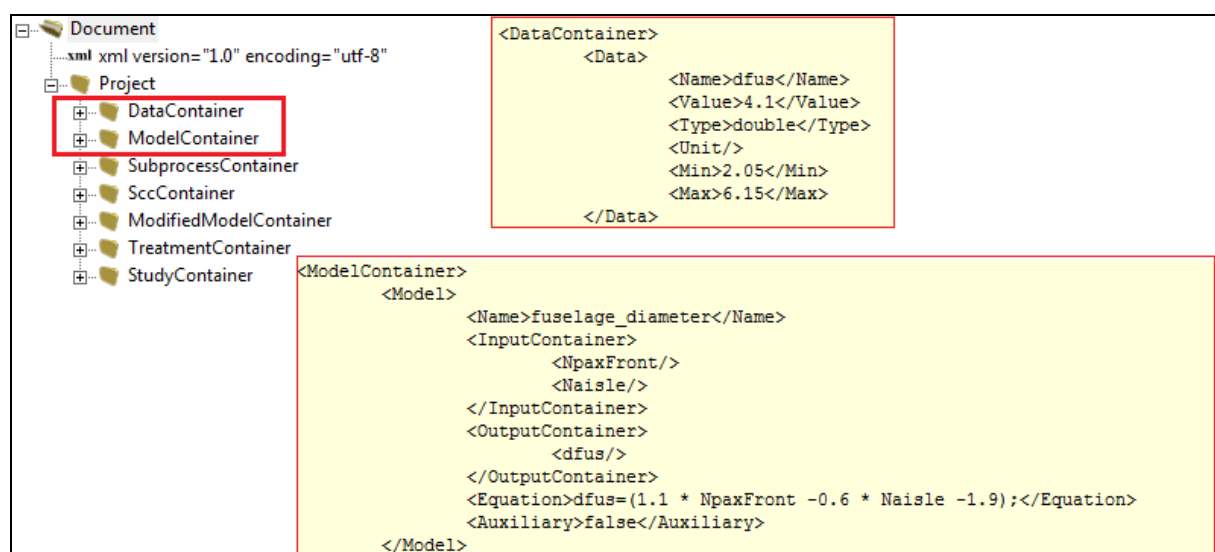 Document
xml xml version="1.0" encoding="utf-8"
Project
DataContainer
ModelContainer
SubprocessContainer
SccContainer
ModifiedModelContainer
TreatmentContainer
StudyContainer
<DataContainer>
<Data>
<Name>dfus</Name>
<Value>4.1</Value>
<Type>double</Type>
<Unit/>
<Min>2.05</Min>
<Max>6.15</Max>
</Data>
<ModelContainer>
<Model>
<Name>fuselage_diameter</Name>
<InputContainer>
<NpaxFront/>
<Naisle/>
</InputContainer>
<OutputContainer>
<dfus/>
</OutputContainer>
<Equation>dfus=(1.1 * NpaxFront -0.6 * Naisle -1.9);</Equation>
<Auxiliary>false</Auxiliary>
</Model>